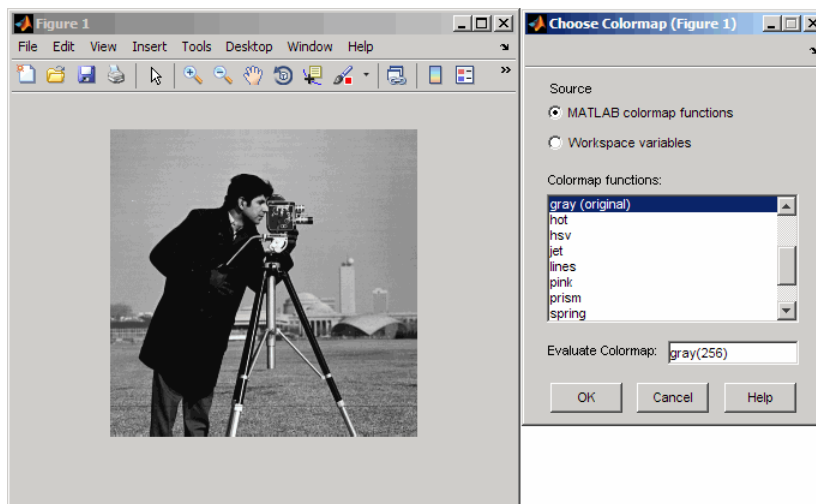 Figure 1
File Edit View Insert Tools Desktop Window Help
Choose Colormap (Figure 1)
Source
MATLAB colormap functions
Workspace variables
Colormap functions:
gray (original)
hot
hsv
jet
lines
pink
prism
spring
Evaluate Colormap: gray(256)
OK Cancel Help